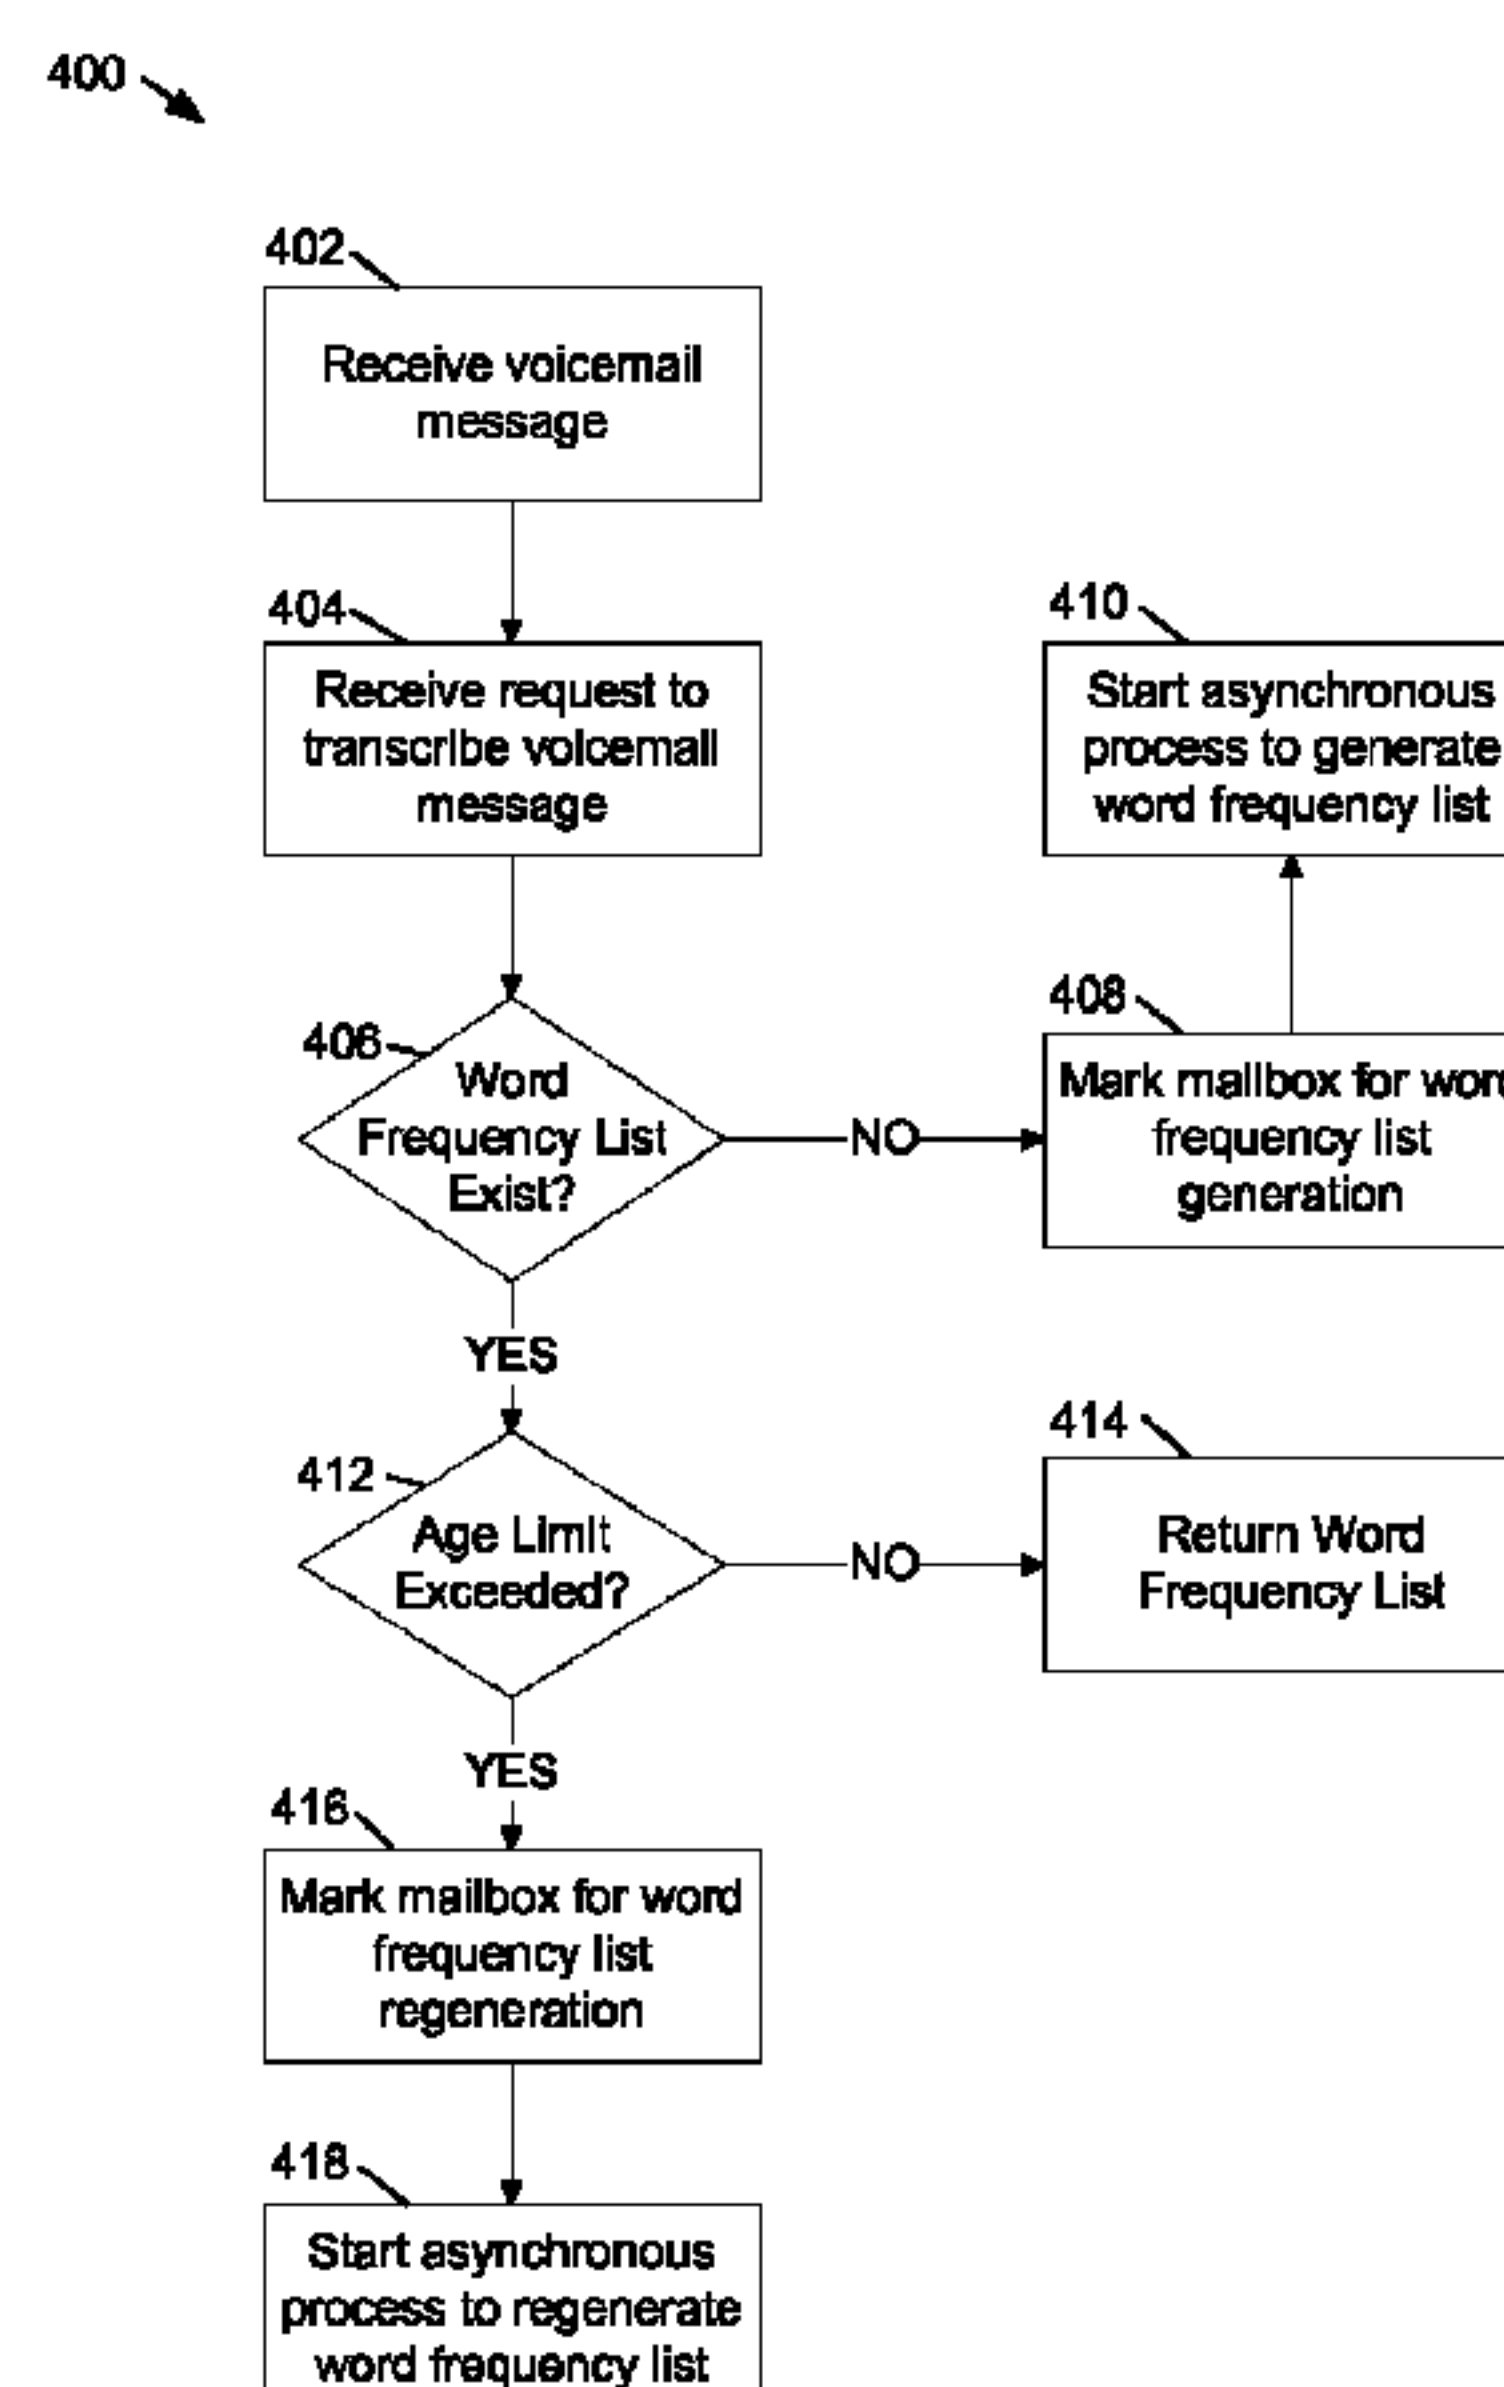 400
402
Receive voicemail
message
404
Receive request to
transcribe voicemail
message
410
Start asynchronous
process to generate
word frequency list
406
Word
Frequency List
Exist?
NO
408
Mark mailbox for word
frequency list
generation
YES
412
Age Limit
Exceeded?
NO
414
Return Word
Frequency List
YES
416
Mark mailbox for word
frequency list
regeneration
418
Start asynchronous
process to regenerate
word frequency list